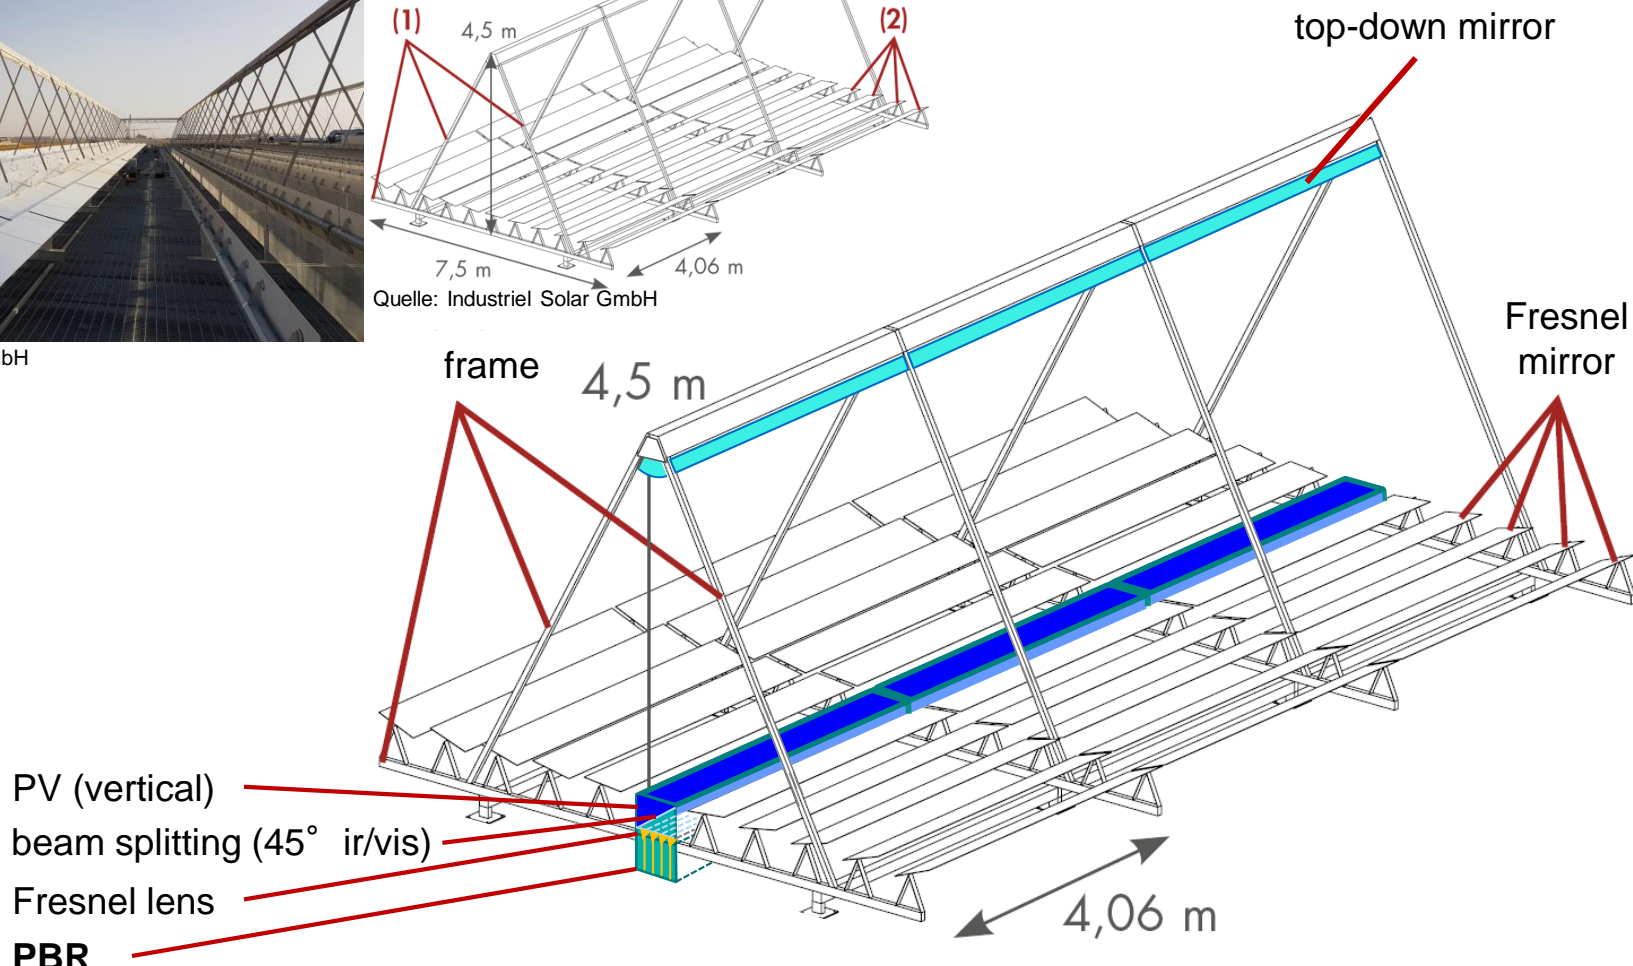 (1)
4,5 m
(2)
7,5 m
4,06 m
Quelle: Industriel Solar GmbH
bH
top-down mirror
Fresnel
mirror
frame
4,5 m
PV (vertical)
beam splitting (45° ir/vis)
Fresnel lens
PBR
4,06 m